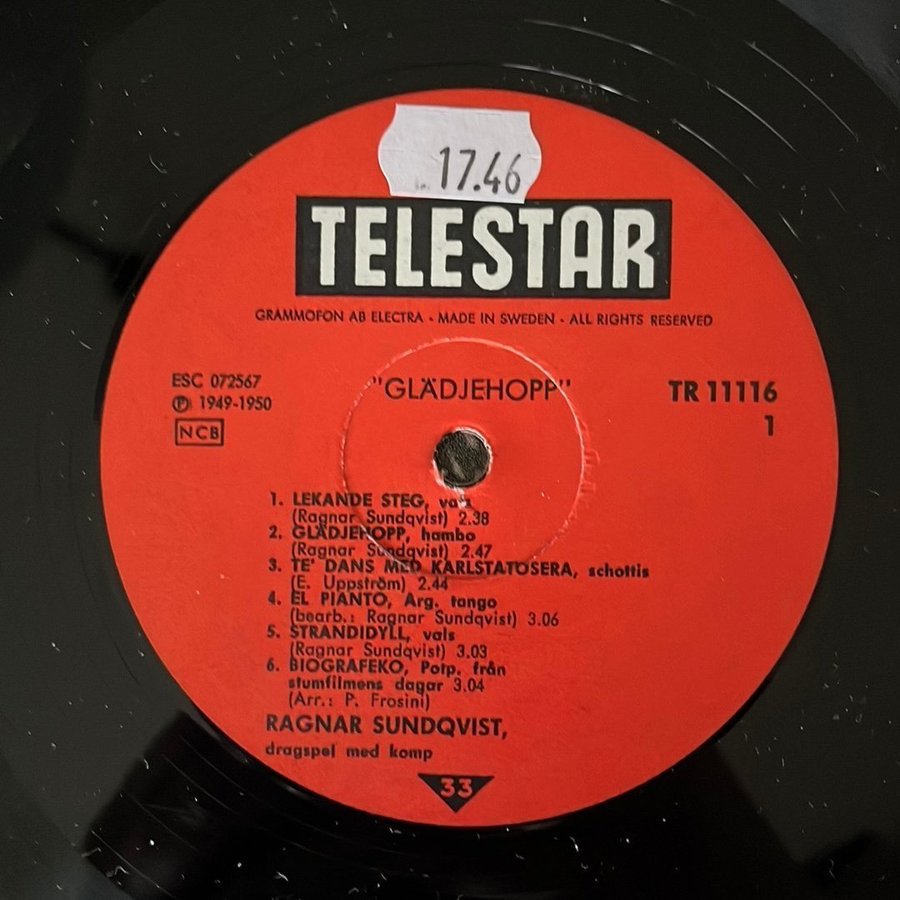 17.46
TELESTAR
GRAMMOFON AB ELECTRA - MADE IN SWEDEN - ALL RIGHTS RESERVED
ESC 072567
Ⓟ 1949-1950
NCB
"GLÄDJEHOPP"
TR 11116
1
1. LEKANDE STEG, vals
(Ragnar Sundqvist) 2.38
2. GLÄDJEHOPP, hambo
(Ragnar Sundqvist) 2.47
3. TE' DANS MED KARLSTATÖSERA, schottis
(E. Uppström) 2.44
4. EL PIANTO, Arg. tango
(bearb.: Ragnar Sundqvist) 3.06
5. STRANDIDYLL, vals
(Ragnar Sundqvist) 3.03
6. BIOGRAFEKO, Potp. från
stumfilmens dagar 3.04
(Arr.: P. Frosini)
RAGNAR SUNDQVIST,
dragspel med komp
33